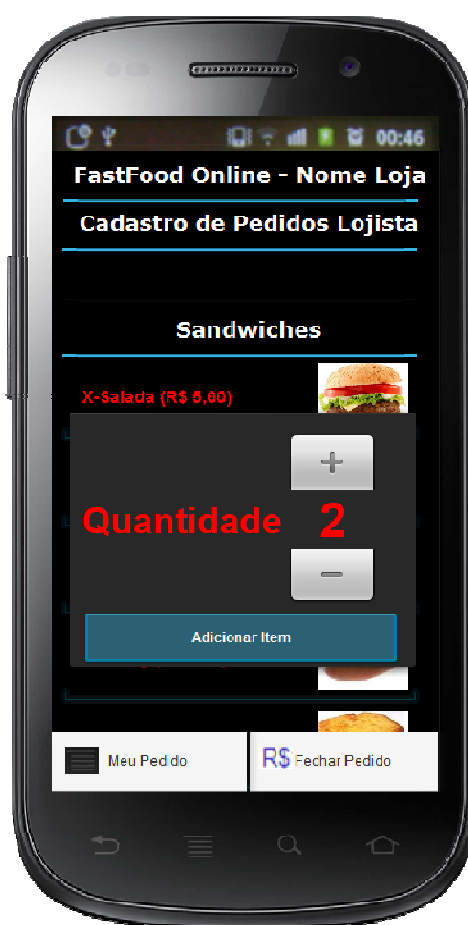 00:46
FastFood Online - Nome Loja
Cadastro de Pedidos Lojista
Sandwiches
X-Salada (R$ 5,00)
+
Quantidade 2
-
Adicionar Item
Meu Pedido
R$ Fechar Pedido